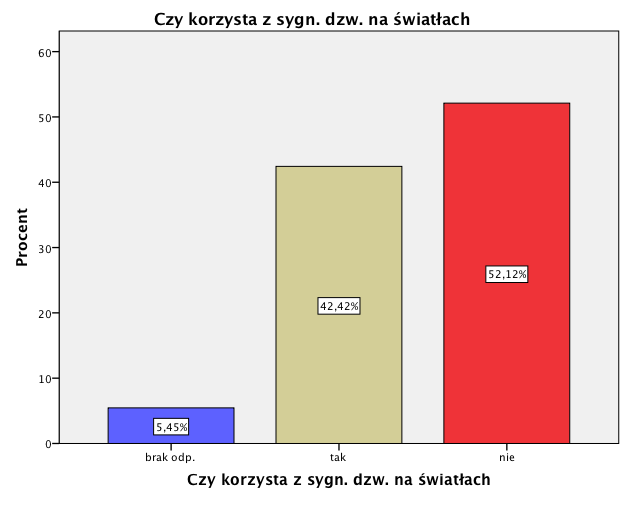 Czy korzysta z sygn. dzw. na światłach
60
50
40
30
20
10
0
Procent
5,45%
42,42%
52,12%
brak odp.
tak
nie
Czy korzysta z sygn. dzw. na światłach